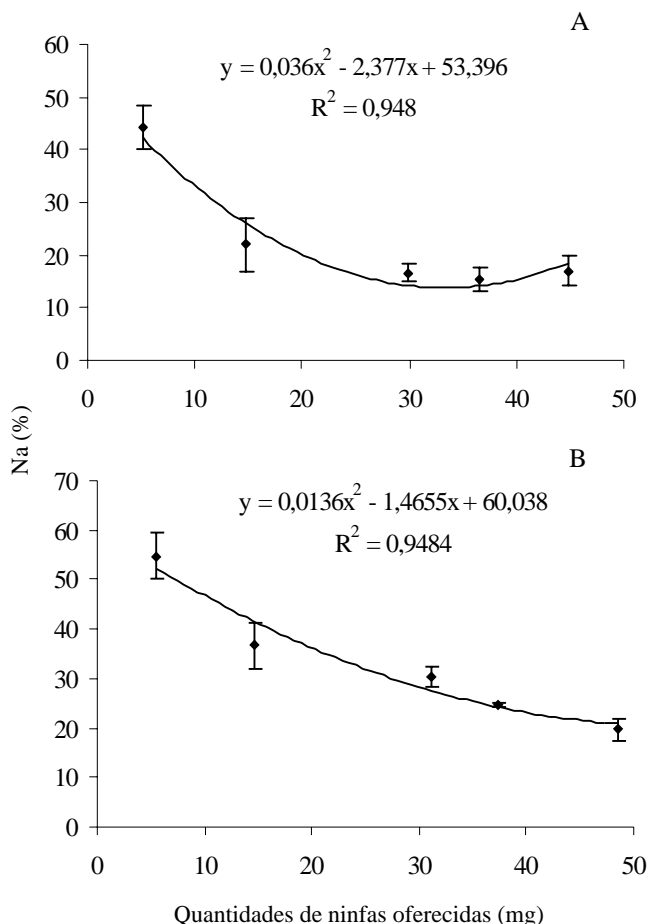 A
60
y = 0,036x² - 2,377x + 53,396
50
R² = 0,948
40
30
20
10
0
0 10 20 30 40 50
Na (%)
B
70
y = 0,0136x² - 1,4655x + 60,038
60
R² = 0,9484
50
40
30
20
10
0
0 10 20 30 40 50
Quantidades de ninfas oferecidas (mg)